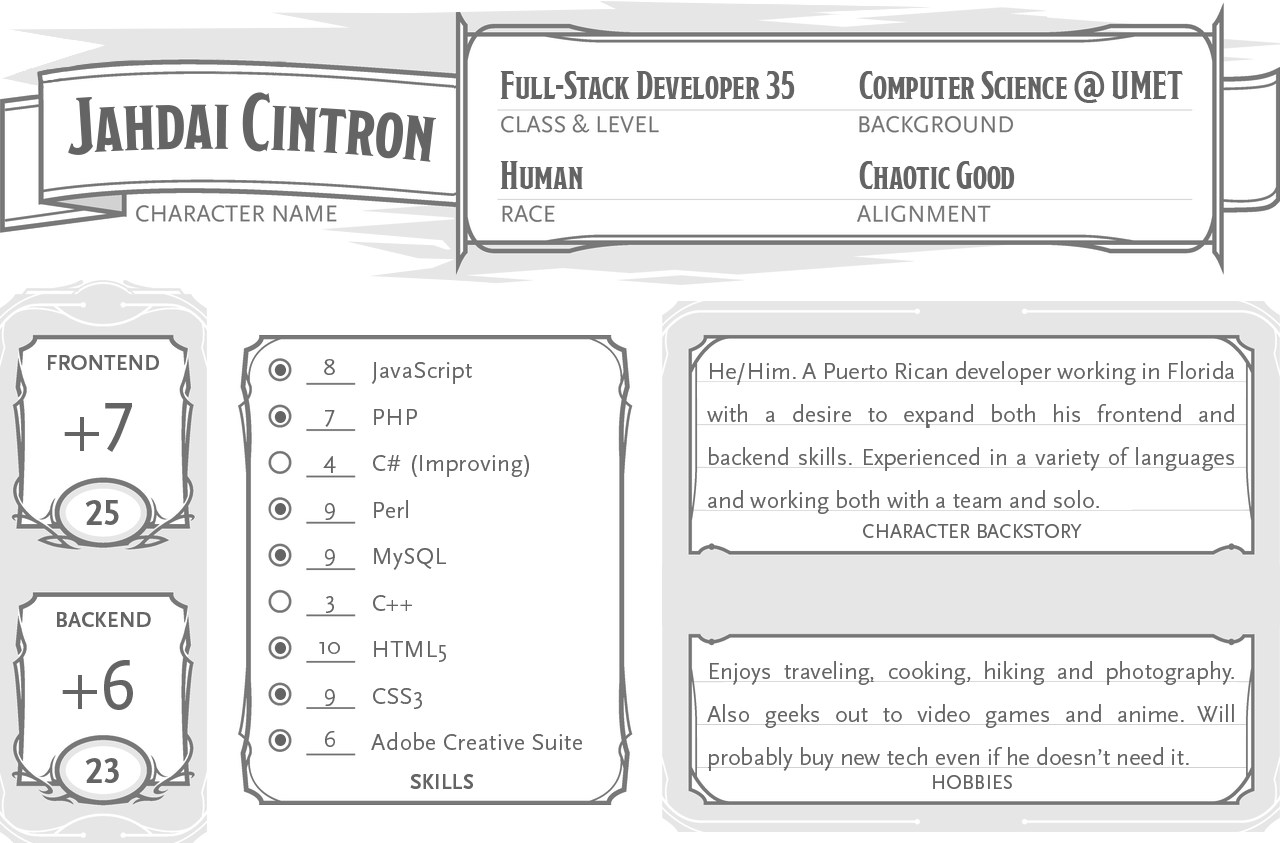 Jahdai Cintron
CHARACTER NAME
Full-Stack Developer 35
CLASS & LEVEL
Computer Science @ UMET
BACKGROUND
Human
RACE
Chaotic Good
ALIGNMENT
FRONTEND
+7
25
BACKEND
+6
23
8 JavaScript
7 PHP
4 C# (Improving)
9 Perl
9 MySQL
3 C++
10 HTML5
9 CSS3
6 Adobe Creative Suite
SKILLS
He/Him. A Puerto Rican developer working in Florida
with a desire to expand both his frontend and
backend skills. Experienced in a variety of languages
and working both with a team and solo.
CHARACTER BACKSTORY
Enjoys traveling, cooking, hiking and photography.
Also geeks out to video games and anime. Will
probably buy new tech even if he doesn’t need it.
HOBBIES